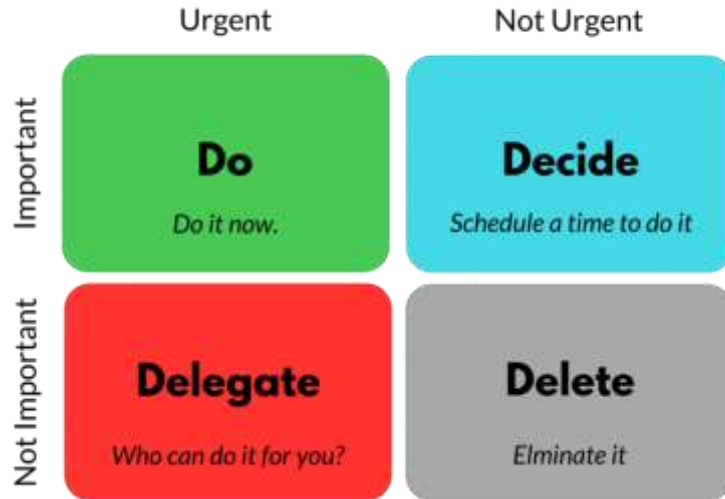 Urgent Not Urgent
Important
Do Decide
Do it now. Schedule a time to do it
Not Important
Delegate Delete
Who can do it for you? Elminate it